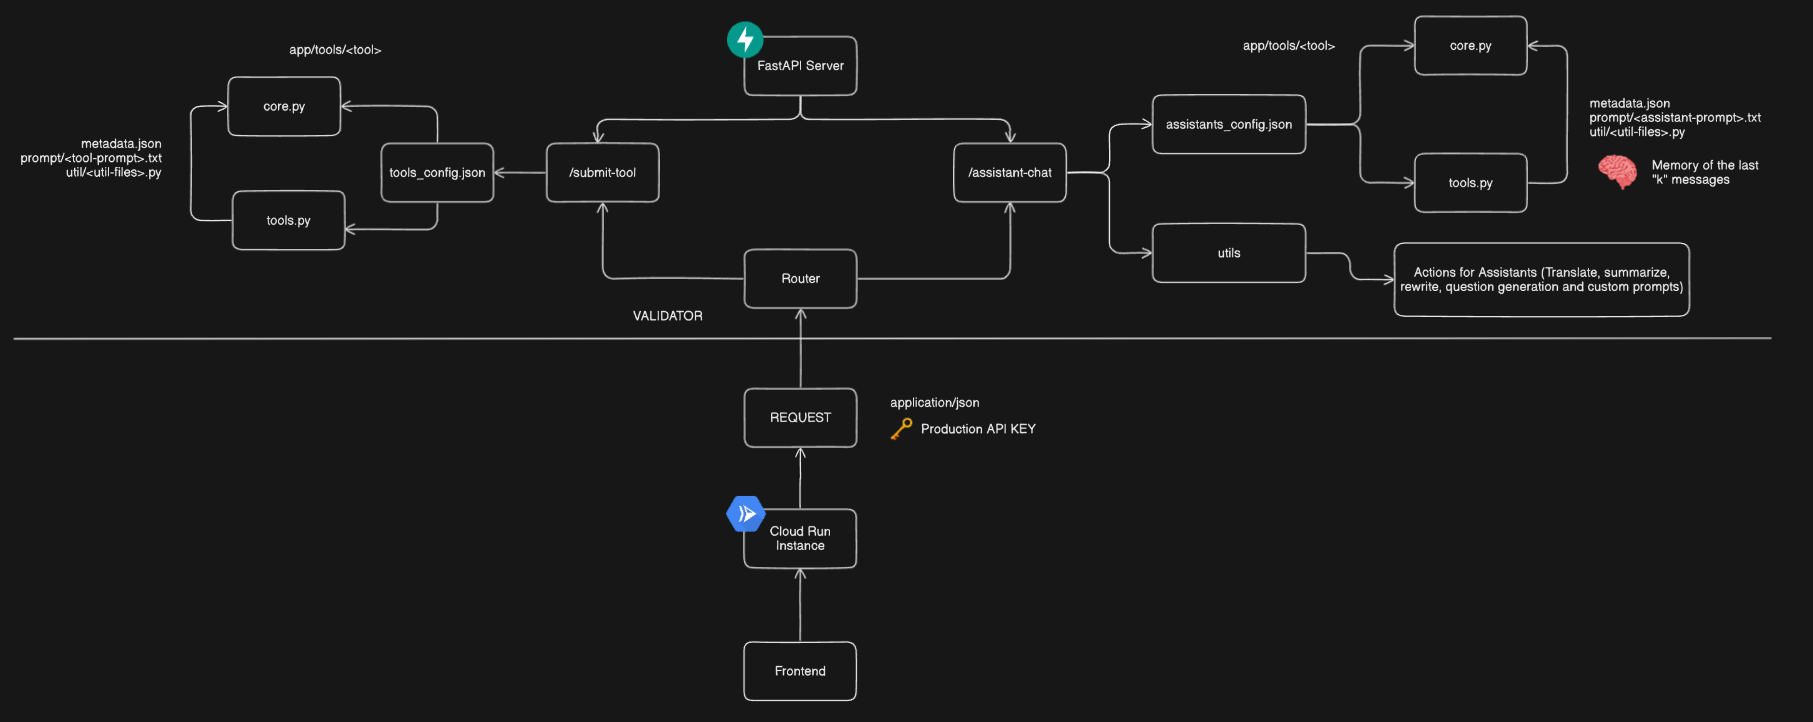 FastAPI Server
app/tools/<tool>
core.py
metadata.json
prompt/<tool-prompt>.txt
util/<util-files>.py
tools_config.json
tools.py
/submit-tool
/assistant-chat
app/tools/<tool>
core.py
assistants_config.json
metadata.json
prompt/<assistant-prompt>.txt
util/<util-files>.py
Memory of the last
"k" messages
tools.py
utils
Actions for Assistants (Translate, summarize,
rewrite, question generation and custom prompts)
Router
VALIDATOR
REQUEST
application/json
Production API KEY
Cloud Run
Instance
Frontend